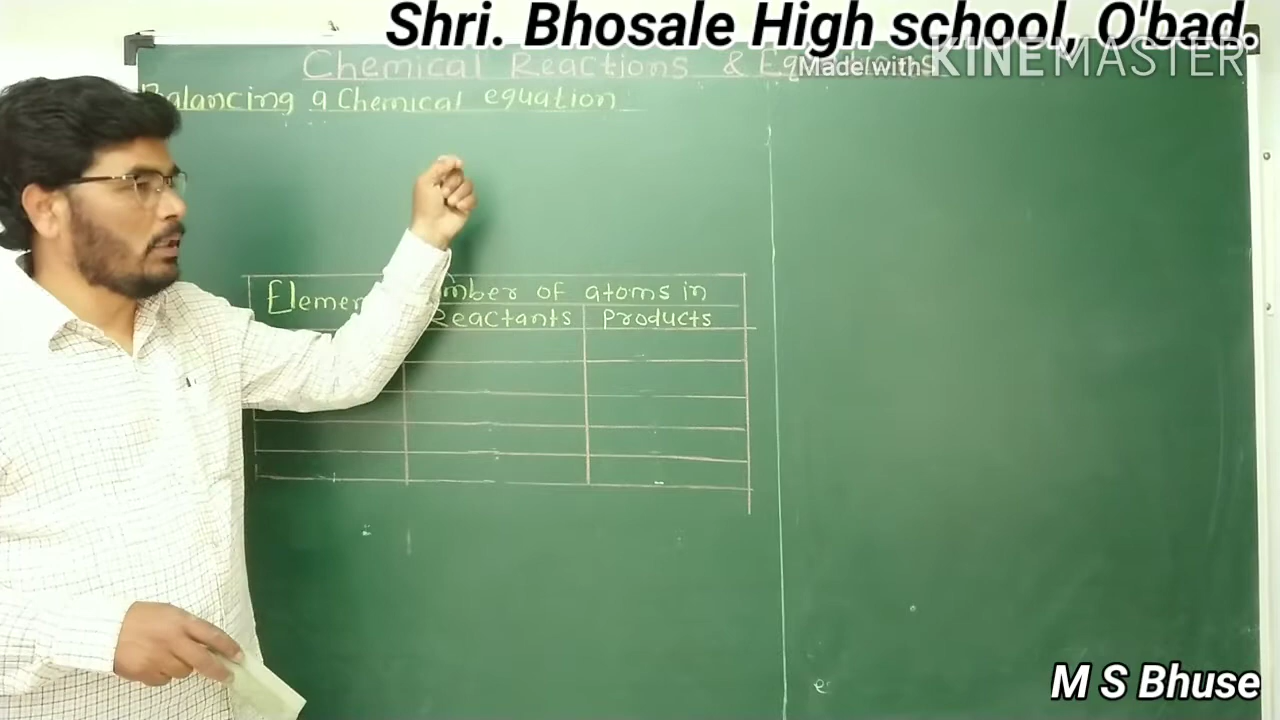 Shri. Bhosale High school, O'bad.
Made with KINEMASTER
Chemical Reactions &
Balancing a Chemical equation
of atoms in
Reactants Products
M S Bhuse